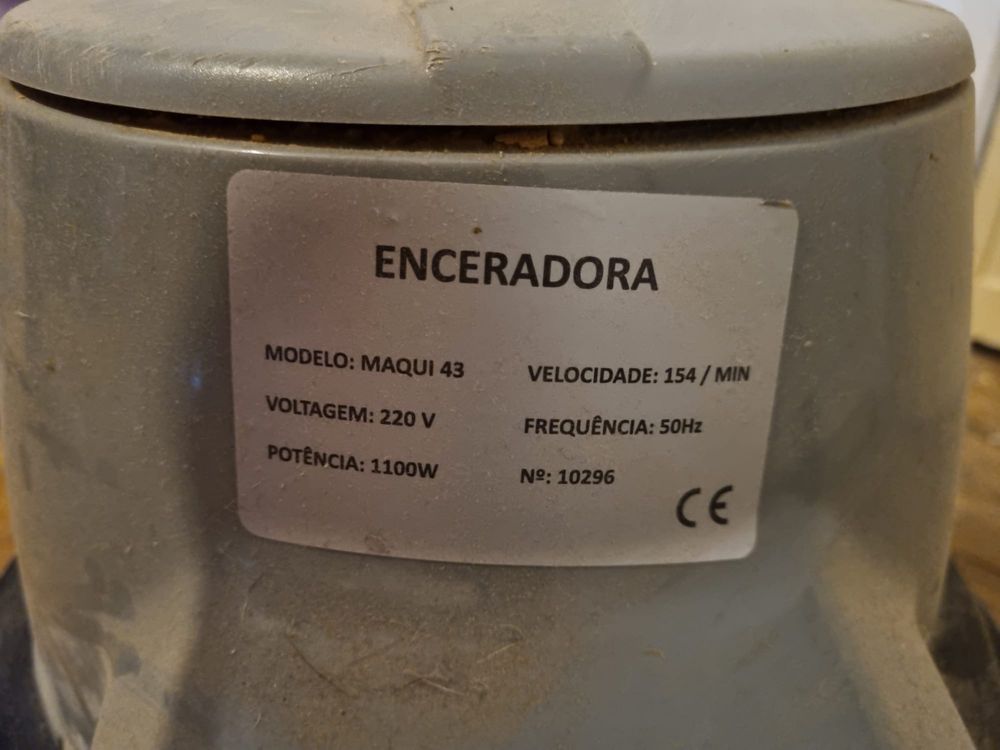 ENCERADORA
MODELO: MAQUI 43
VOLTAGEM: 220 V
POTÊNCIA: 1100W
VELOCIDADE: 154 / MIN
FREQUÊNCIA: 50Hz
Nº: 10296
CE